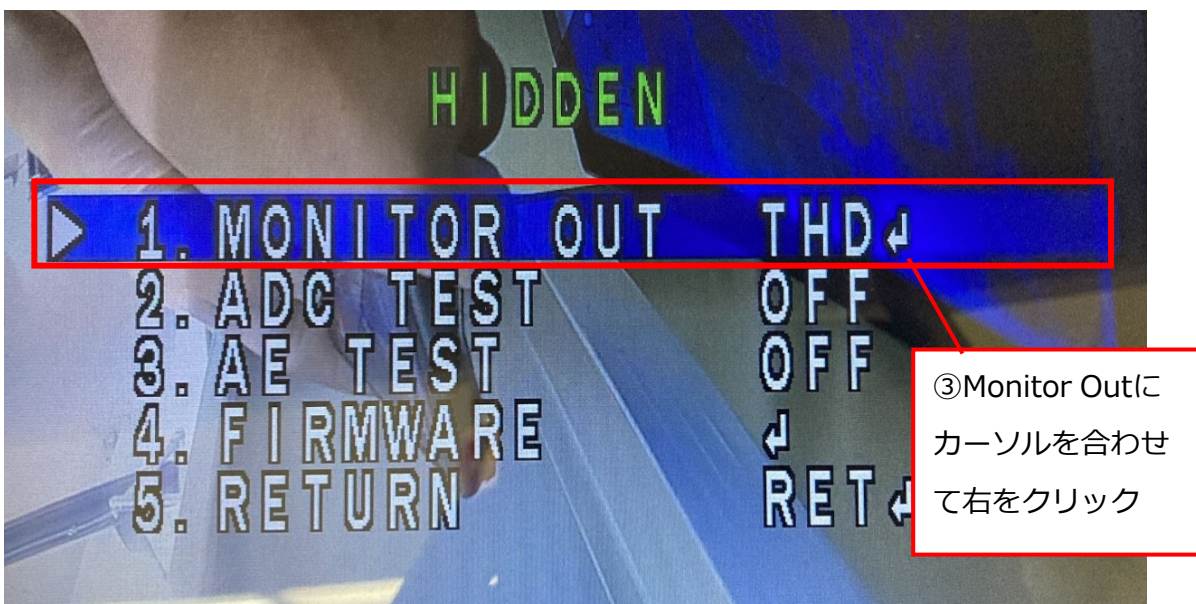 HIDDEN
1. MONITOR OUT THD↲
2. ADC TEST OFF
3. AE TEST OFF
4. FIRMWARE ↲
5. RETURN RET↲
③Monitor Outに
カーソルを合わせ
て右をクリック